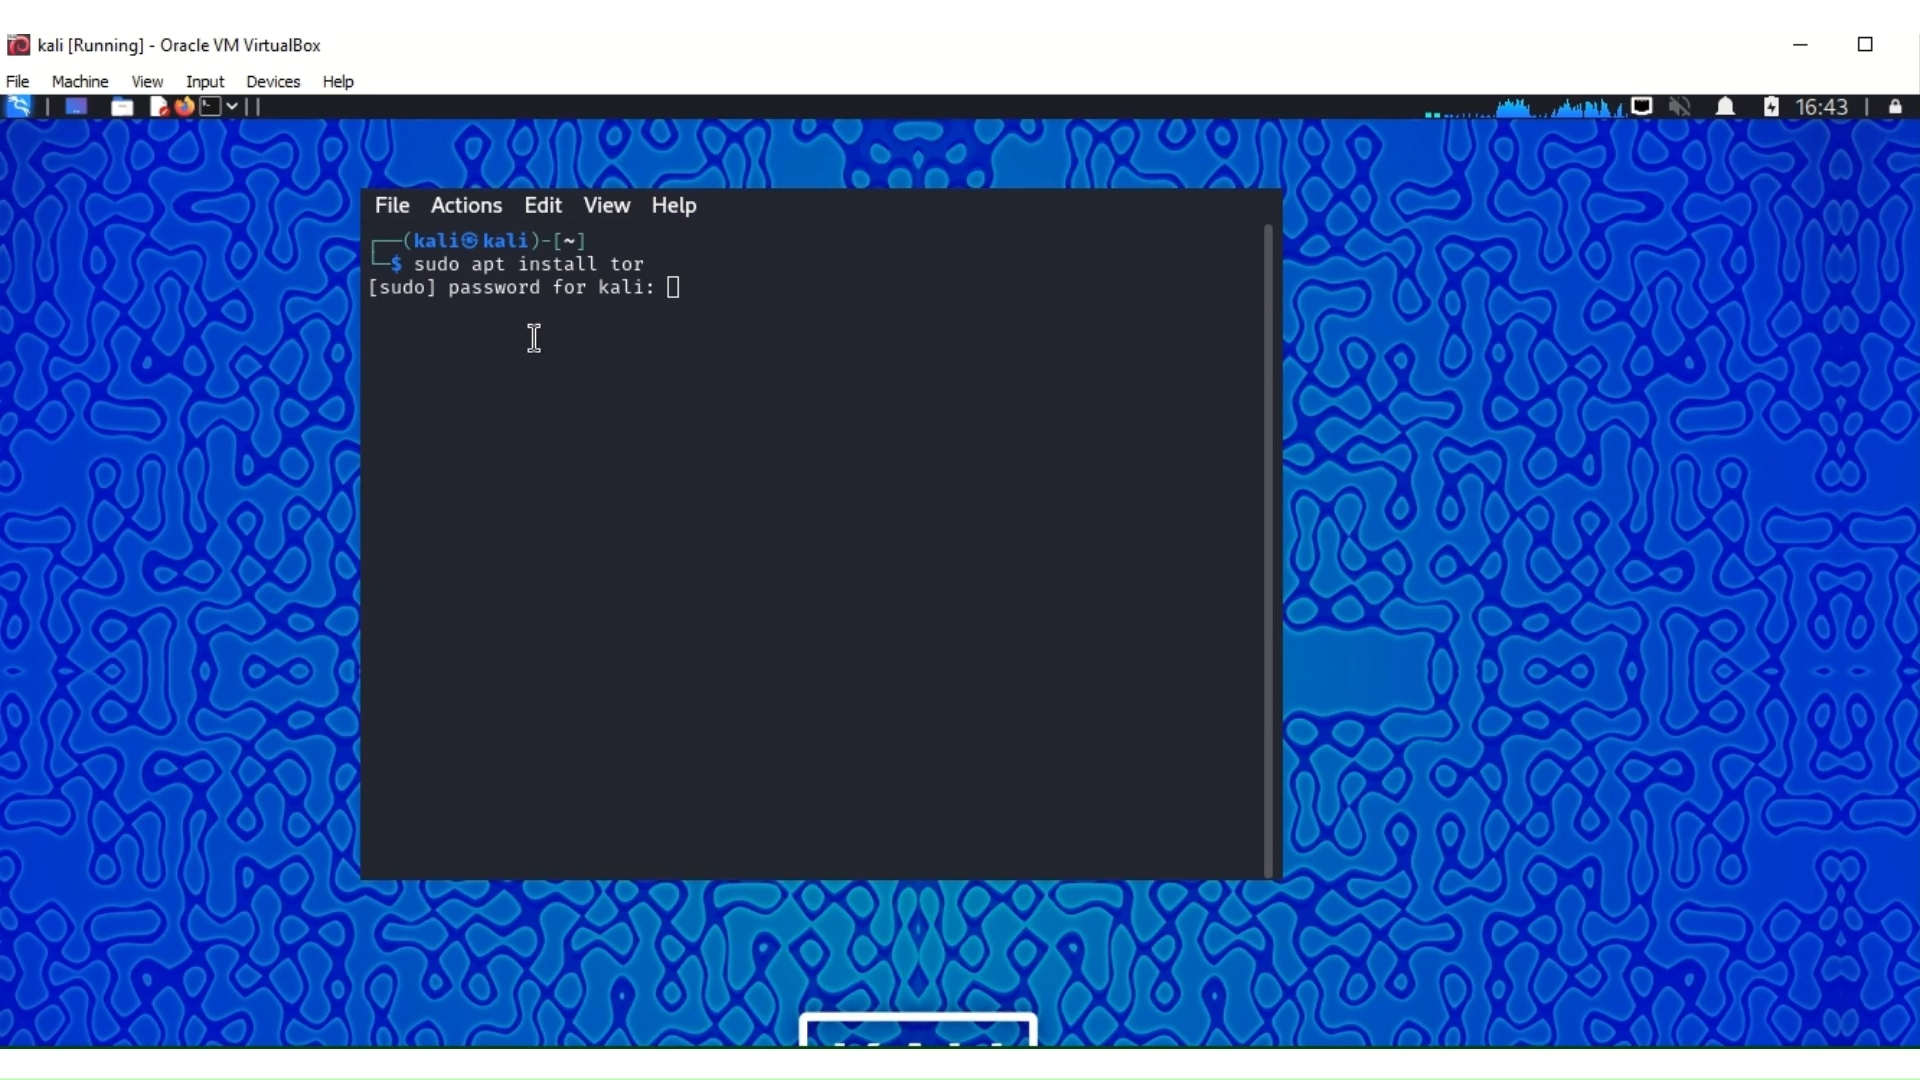 kali [Running] - Oracle VM VirtualBox
File Machine View Input Devices Help
16:43
File Actions Edit View Help
┌──(kali㉿kali)-[~]
└─$ sudo apt install tor
[sudo] password for kali: